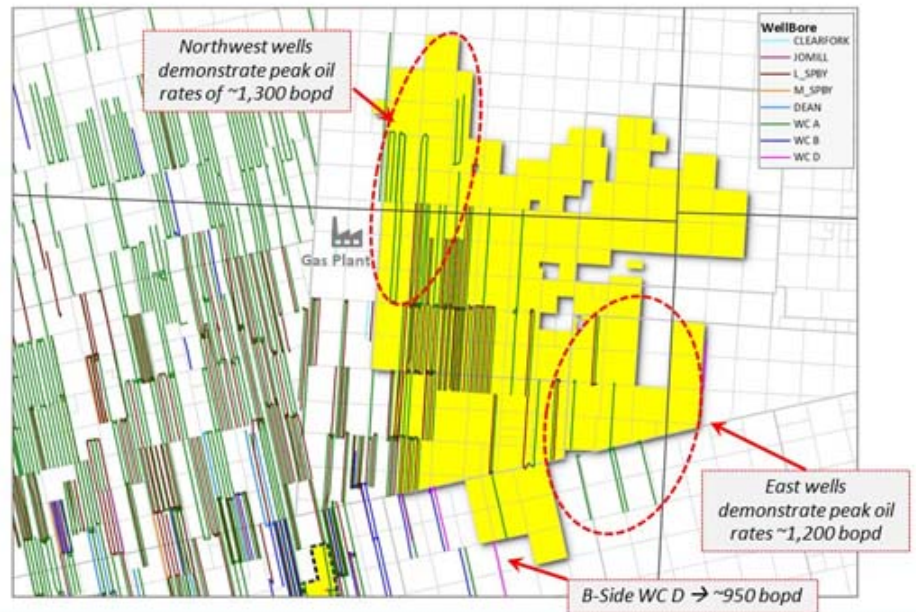 Northwest wells
demonstrate peak oil
rates of ~1,300 bopd
WellBore
CLEARFORK
JOMILL
L_SPBY
M_SPBY
DEAN
WC A
WC B
WC D
Gas Plant
East wells
demonstrate peak oil
rates ~1,200 bopd
B-Side WC D → ~950 bopd